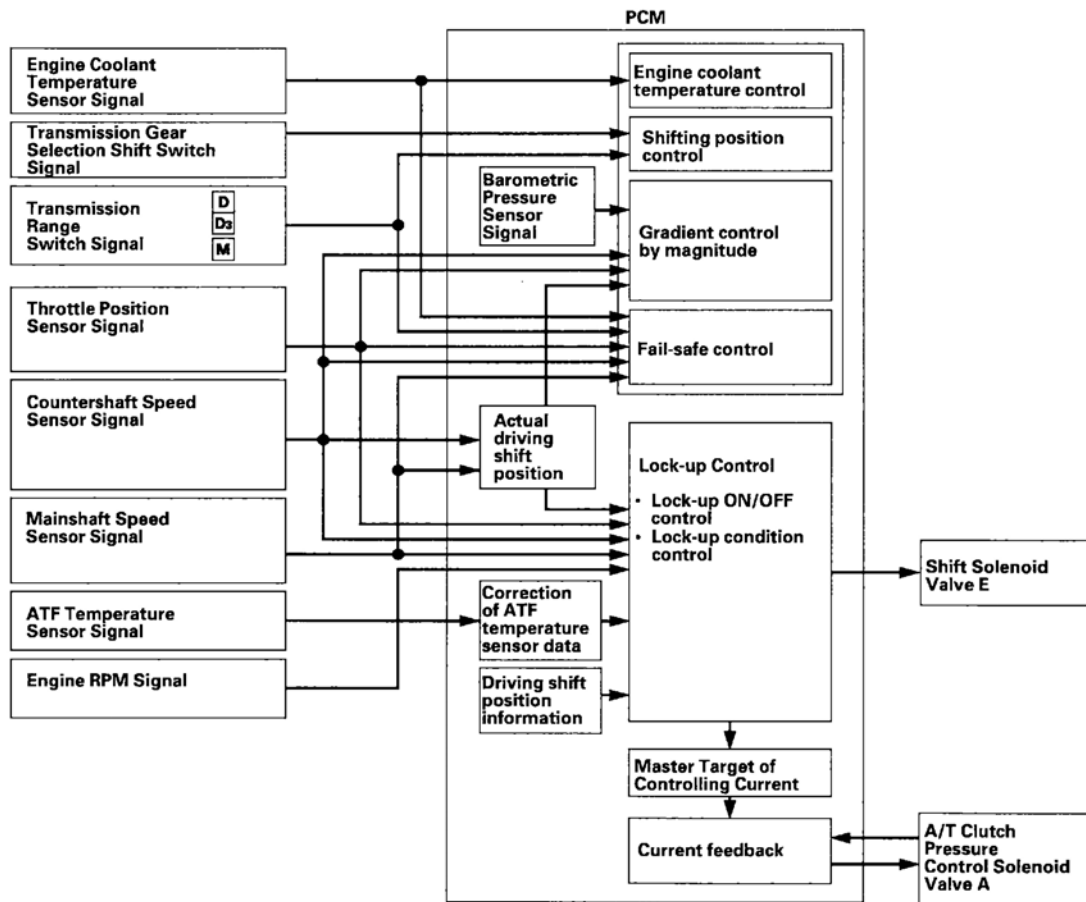 PCM
Engine Coolant
Temperature
Sensor Signal
Transmission Gear
Selection Shift Switch
Signal
Transmission
Range
Switch Signal
D
D3
M
Throttle Position
Sensor Signal
Countershaft Speed
Sensor Signal
Mainshaft Speed
Sensor Signal
ATF Temperature
Sensor Signal
Engine RPM Signal
Barometric
Pressure
Sensor
Signal
Actual
driving
shift
position
Correction
of ATF
temperature
sensor data
Driving shift
position
information
Engine coolant
temperature control
Shifting position
control
Gradient control
by magnitude
Fail-safe control
Lock-up Control
· Lock-up ON/OFF
control
· Lock-up condition
control
Master Target of
Controlling Current
Current feedback
Shift Solenoid
Valve E
A/T Clutch
Pressure
Control Solenoid
Valve A